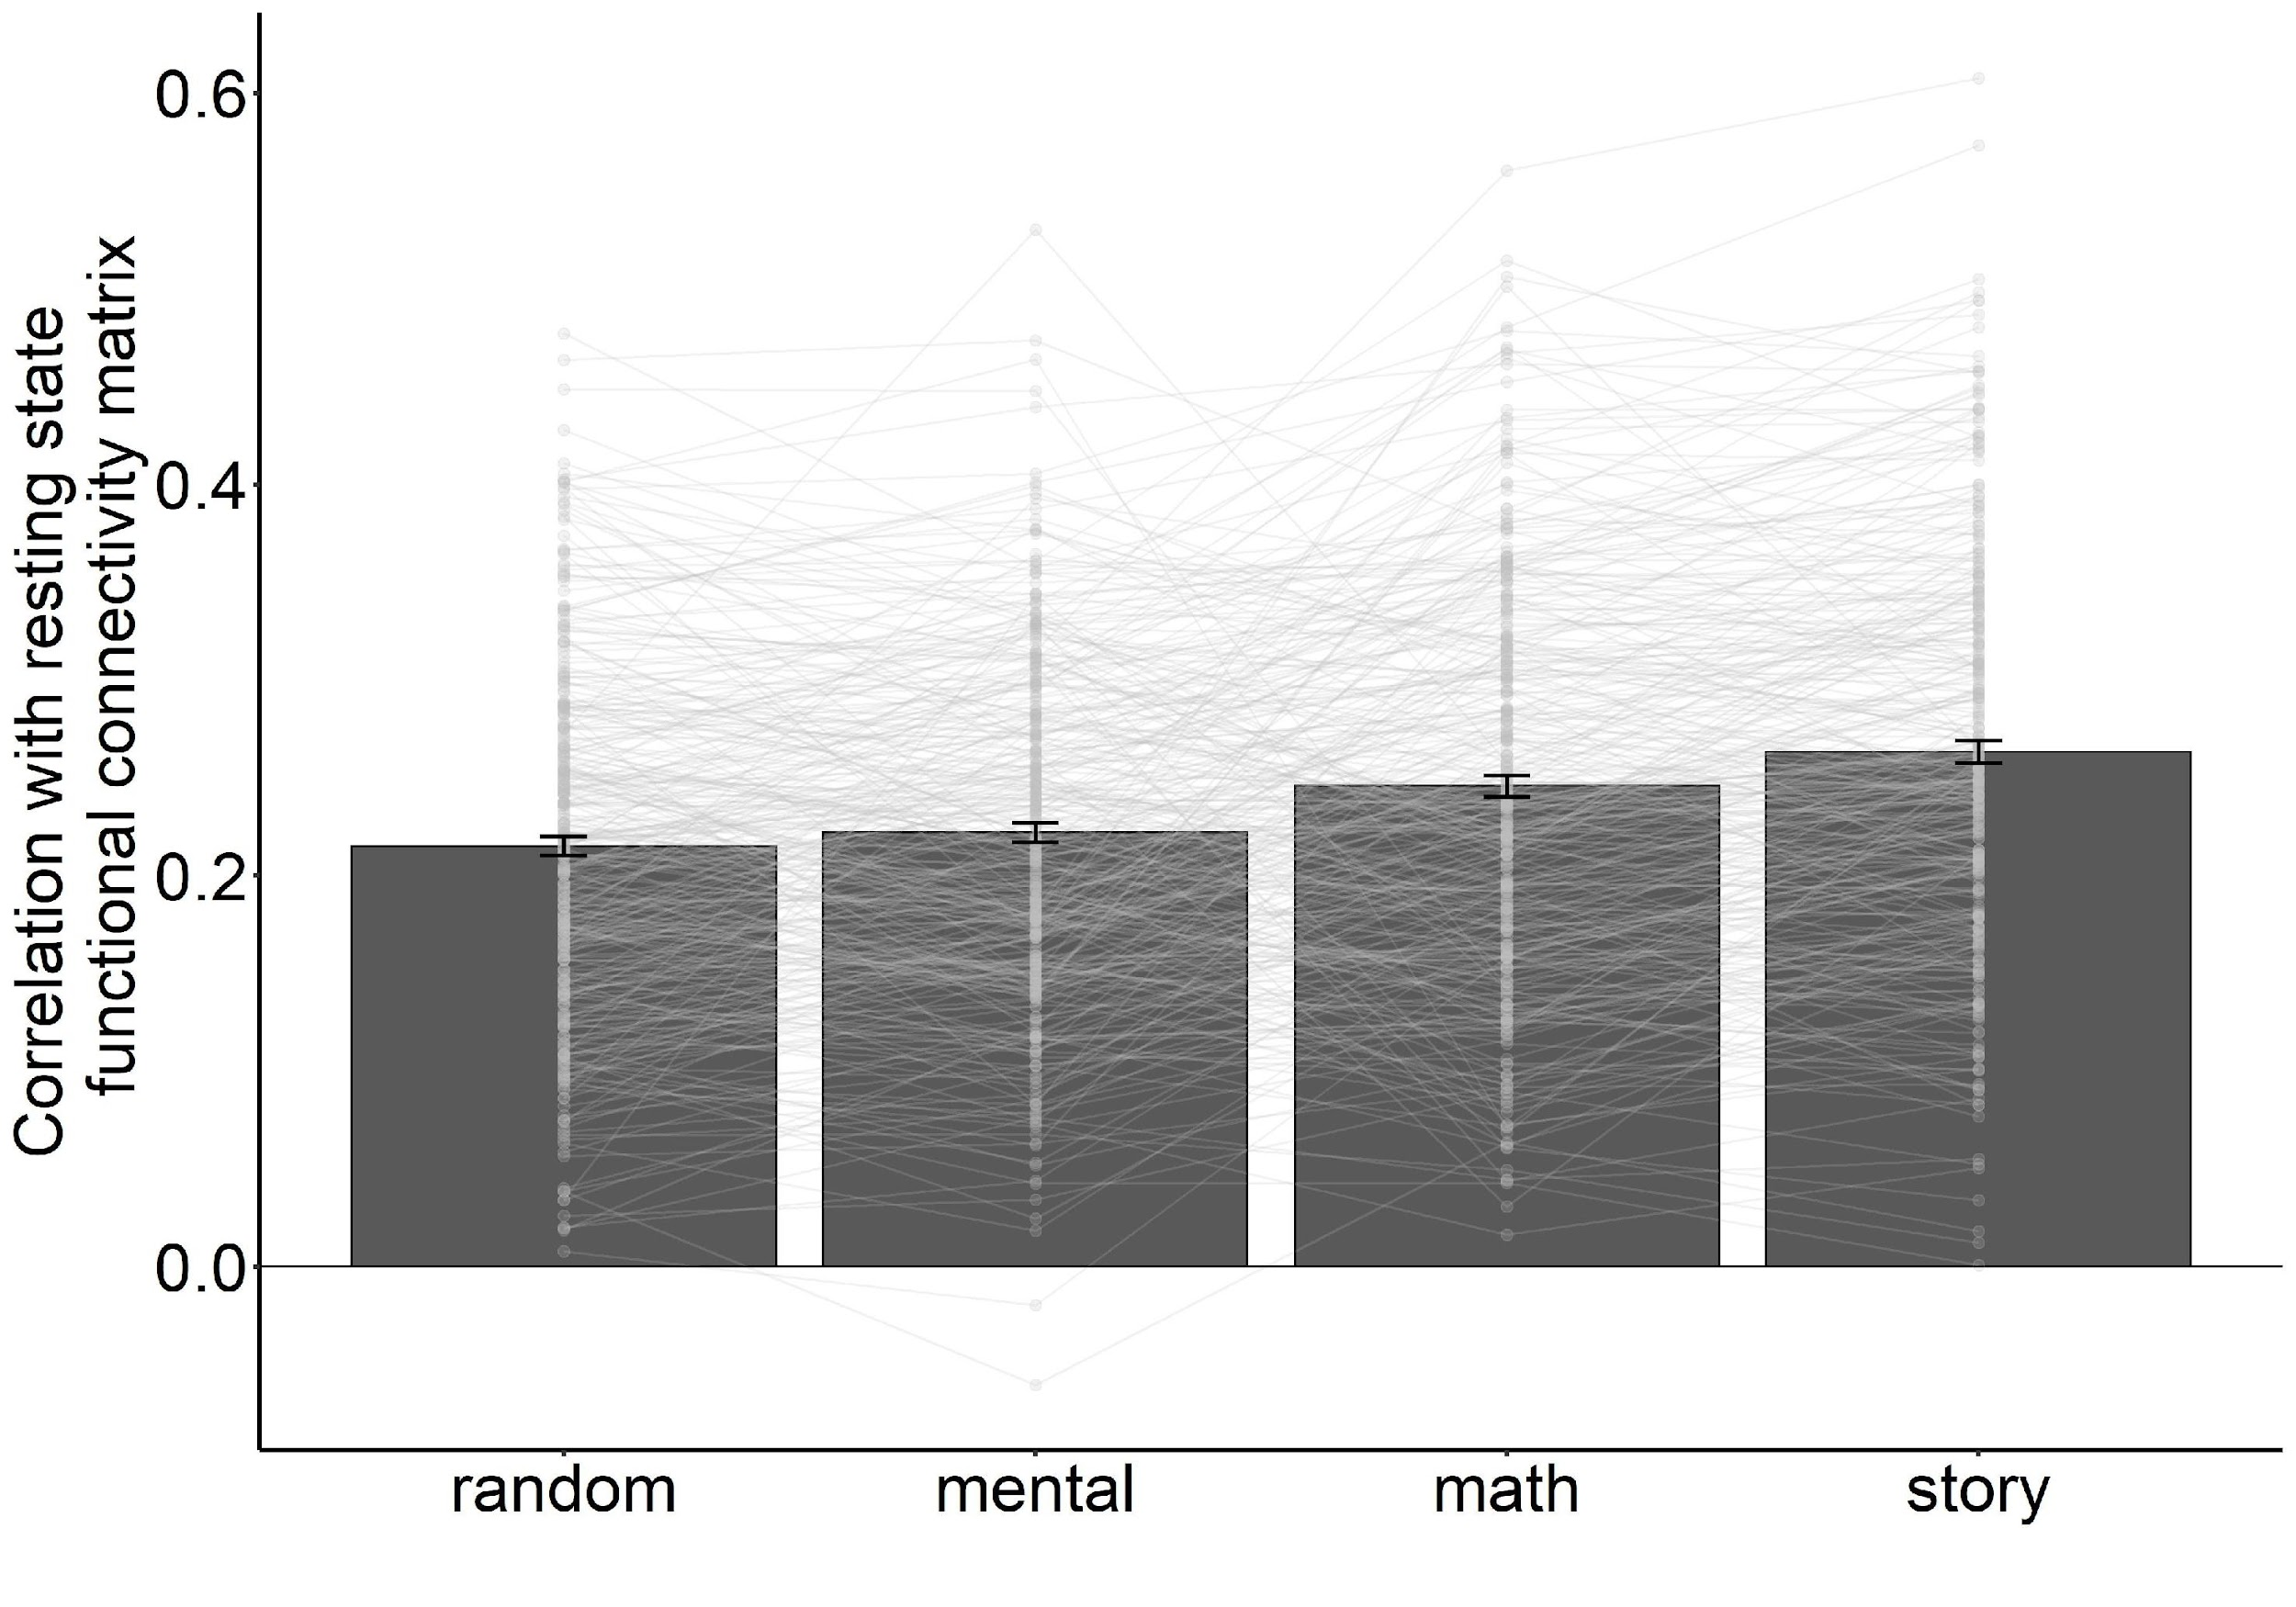 Correlation with resting state
functional connectivity matrix
0.6
0.4
0.2
0.0
random
mental
math
story